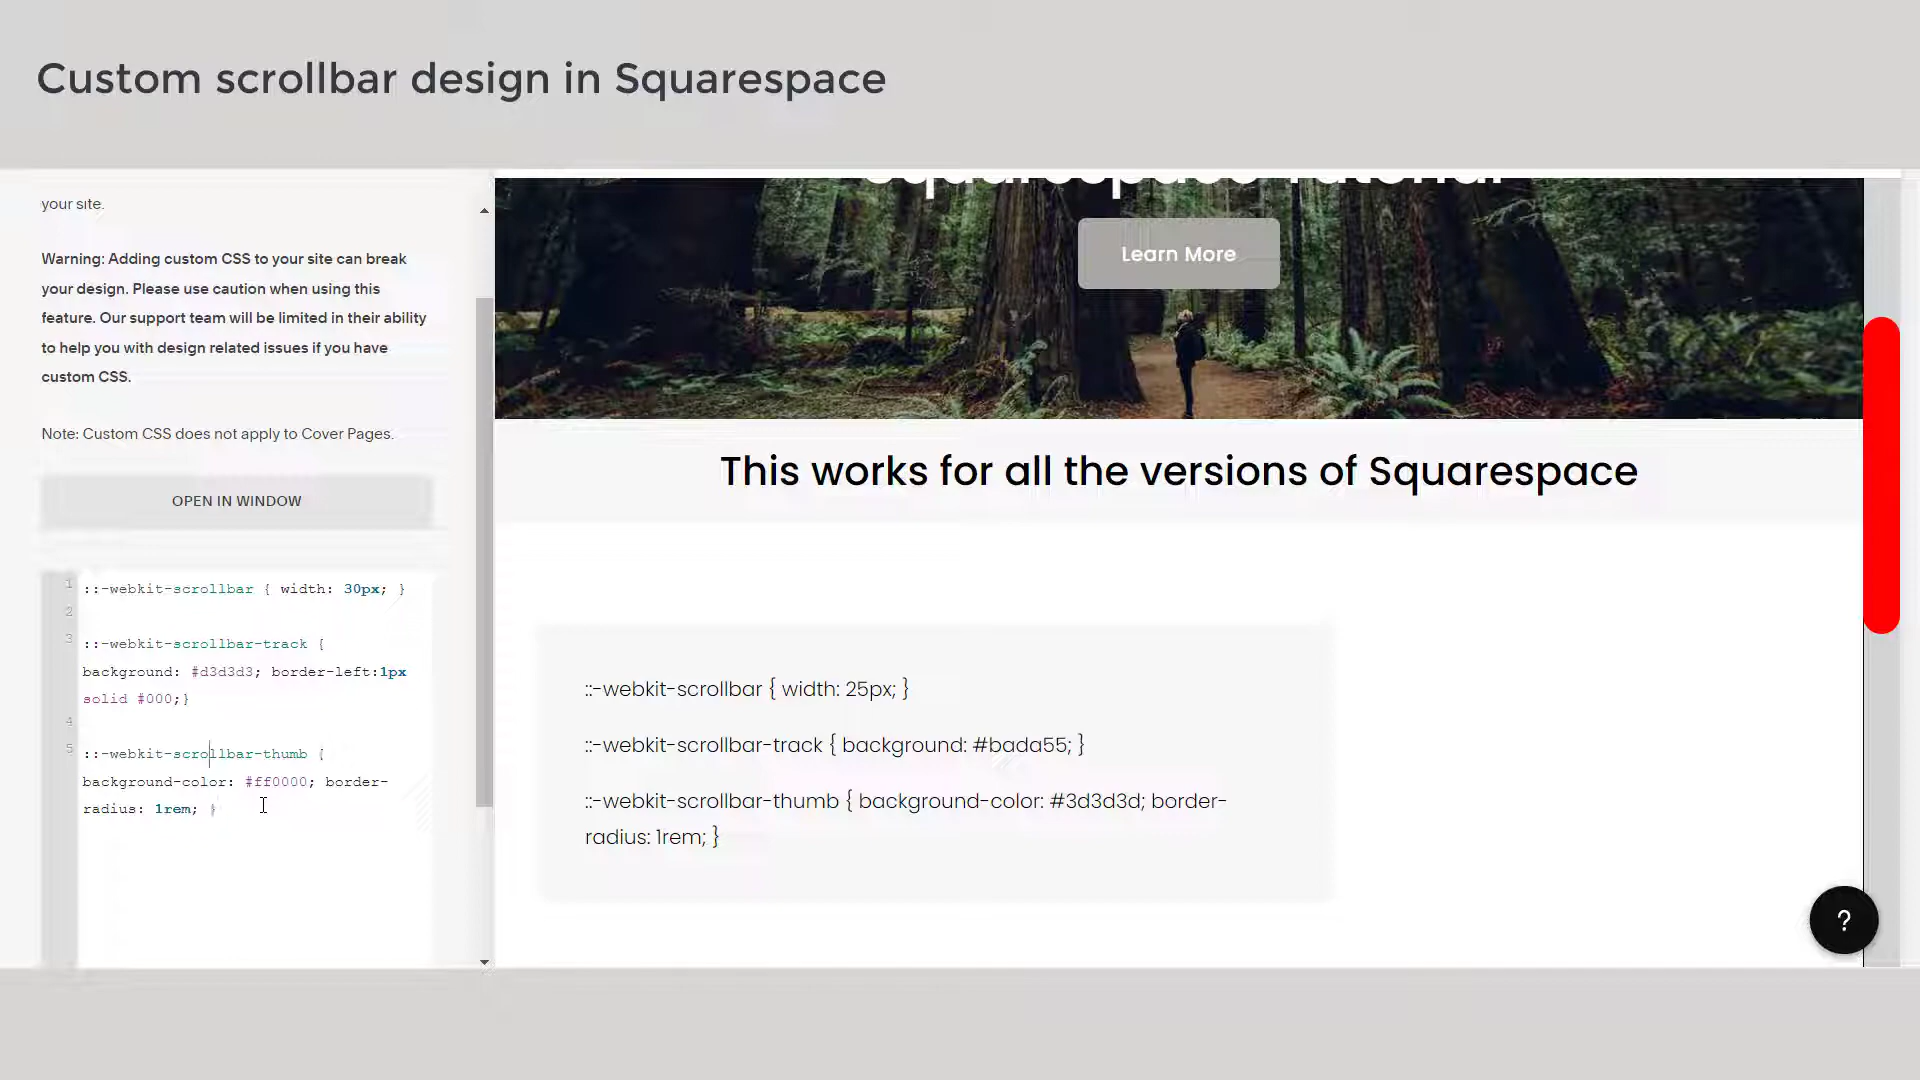 Custom scrollbar design in Squarespace
Squarespace Tutorial
your site.
Learn More
Warning: Adding custom CSS to your site can break
your design. Please use caution when using this
feature. Our support team will be limited in their ability
to help you with design related issues if you have
custom CSS.
Note: Custom CSS does not apply to Cover Pages.
OPEN IN WINDOW
1 ::-webkit-scrollbar { width: 30px; }
2
3 ::-webkit-scrollbar-track {
background: #d3d3d3; border-left:1px
solid #000;}
4
5 ::-webkit-scrollbar-thumb {
background-color: #ff0000; border-
radius: 1rem; }
This works for all the versions of Squarespace
::-webkit-scrollbar { width: 25px; }
::-webkit-scrollbar-track { background: #bada55; }
::-webkit-scrollbar-thumb { background-color: #3d3d3d; border-
radius: 1rem; }
?